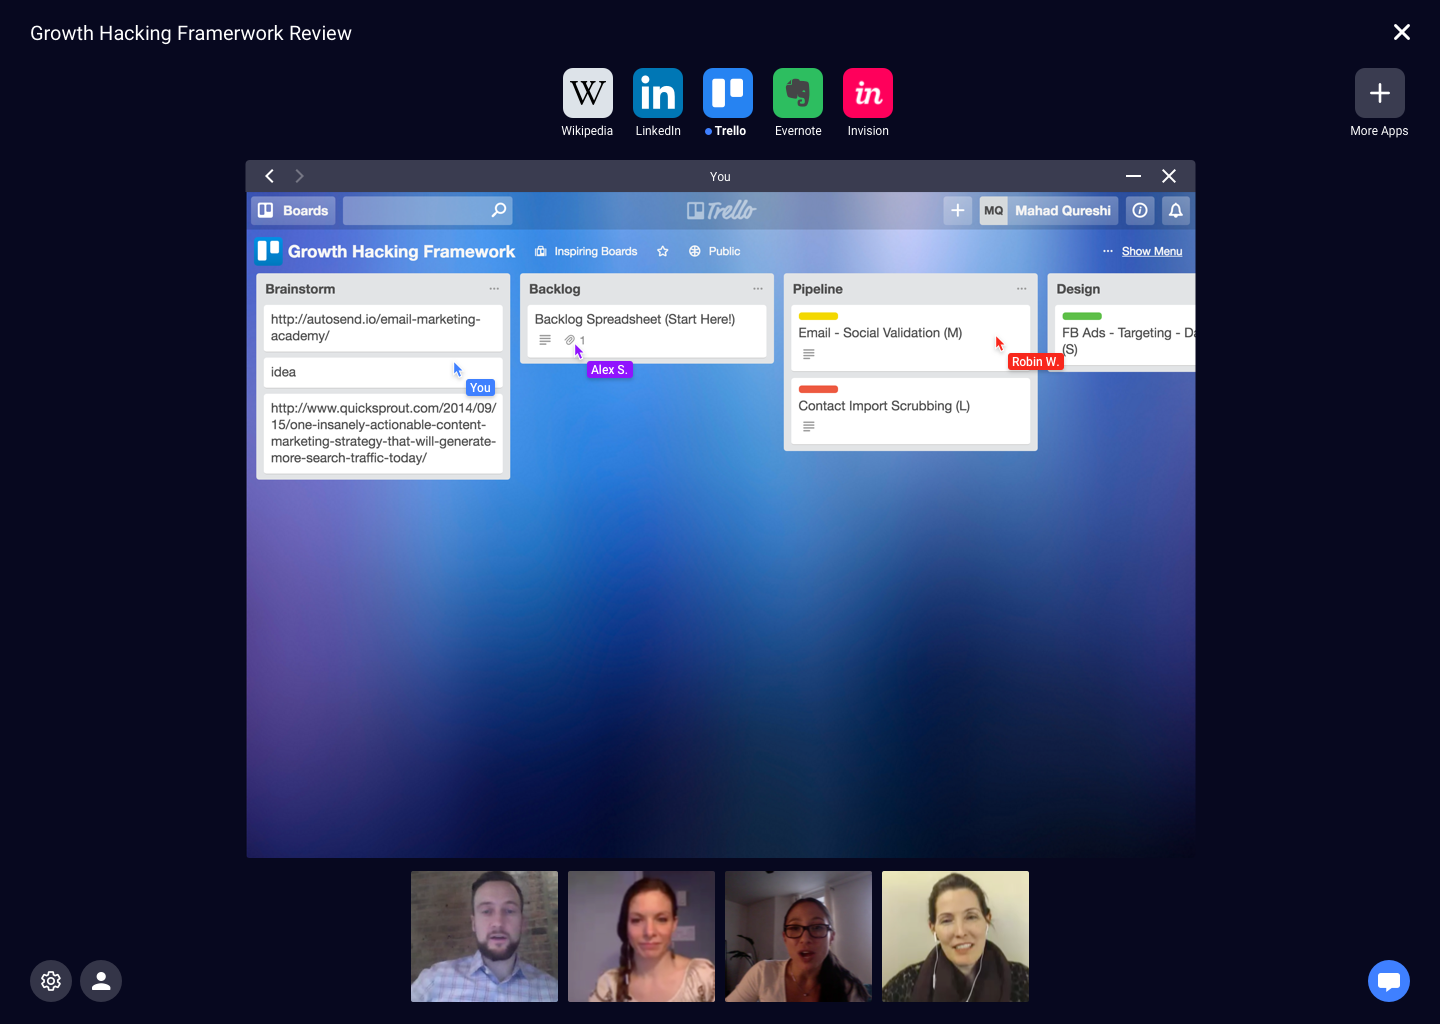 Growth Hacking Framerwork Review
W
in
in
Wikipedia
LinkedIn
Trello
Evernote
Invision
More Apps
You
Boards
Trello
MQ
Mahad Qureshi
Growth Hacking Framework
Inspiring Boards
Public
Show Menu
Brainstorm
http://autosend.io/email-marketing-
academy/
idea
You
http://www.quicksprout.com/2014/09/
15/one-insanely-actionable-content-
marketing-strategy-that-will-generate-
more-search-traffic-today/
Backlog
Backlog Spreadsheet (Start Here!)
1
Alex S.
Pipeline
Email - Social Validation (M)
Robin W.
Contact Import Scrubbing (L)
Design
FB Ads - Targeting - Da
(S)